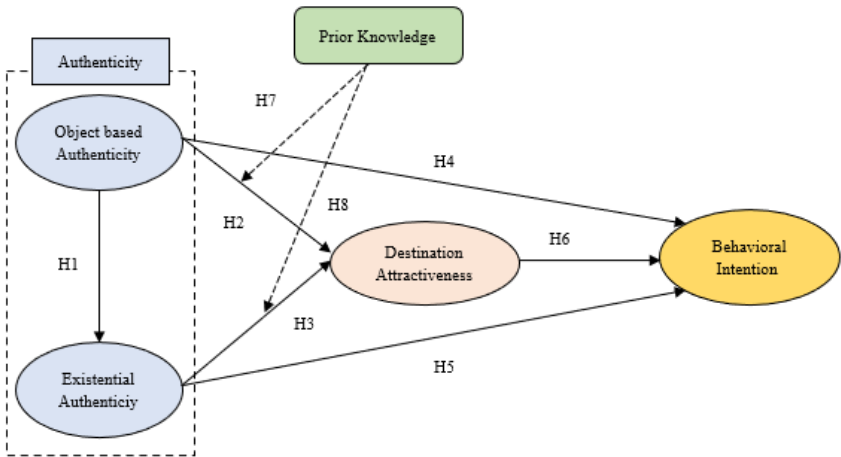 Prior Knowledge
Authenticity
H7
Object based
Authenticity
H4
H2
H8
H6
Destination
Attractiveness
Behavioral
Intention
H1
H3
H5
Existential
Authenticiy